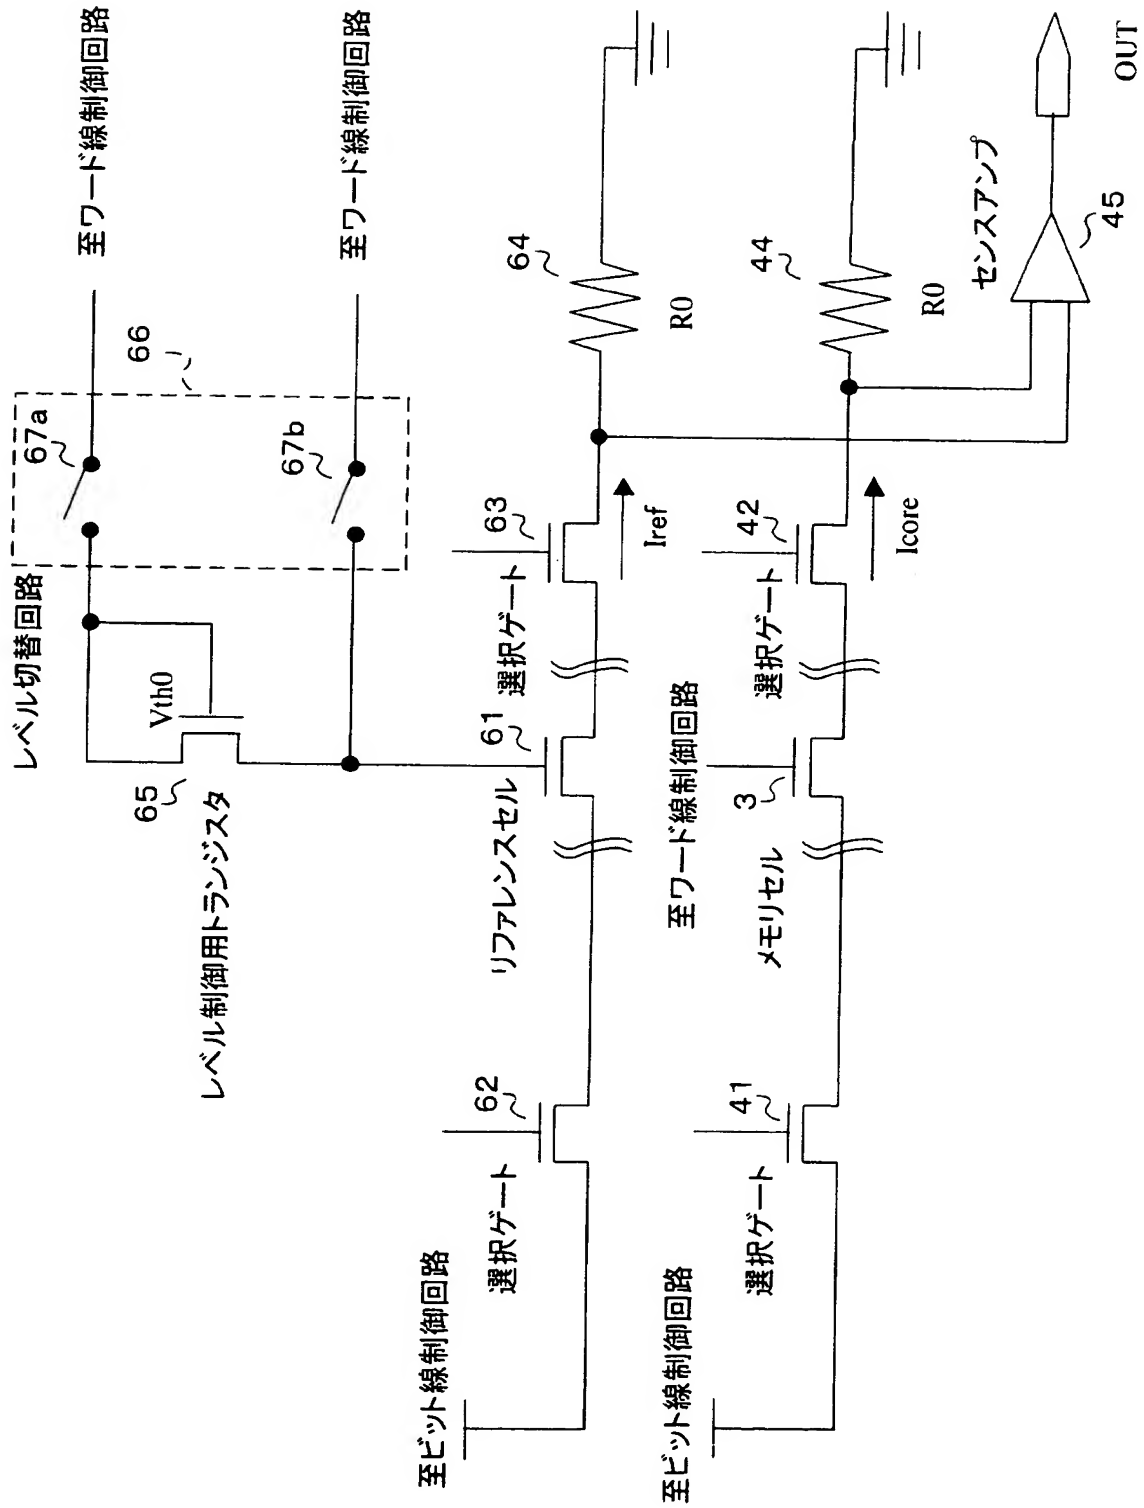 至ワード線制御回路
至ワード線制御回路
66
67a
67b
レベル切替回路
Vth0
65
レベル制御用トランジスタ
64
R0
63
選択ゲート
Iref
61
リファレンスセル
62
選択ゲート
至ビット線制御回路
44
R0
42
選択ゲート
Icore
至ワード線制御回路
3
メモリセル
41
選択ゲート
至ビット線制御回路
センスアンプ
45
OUT